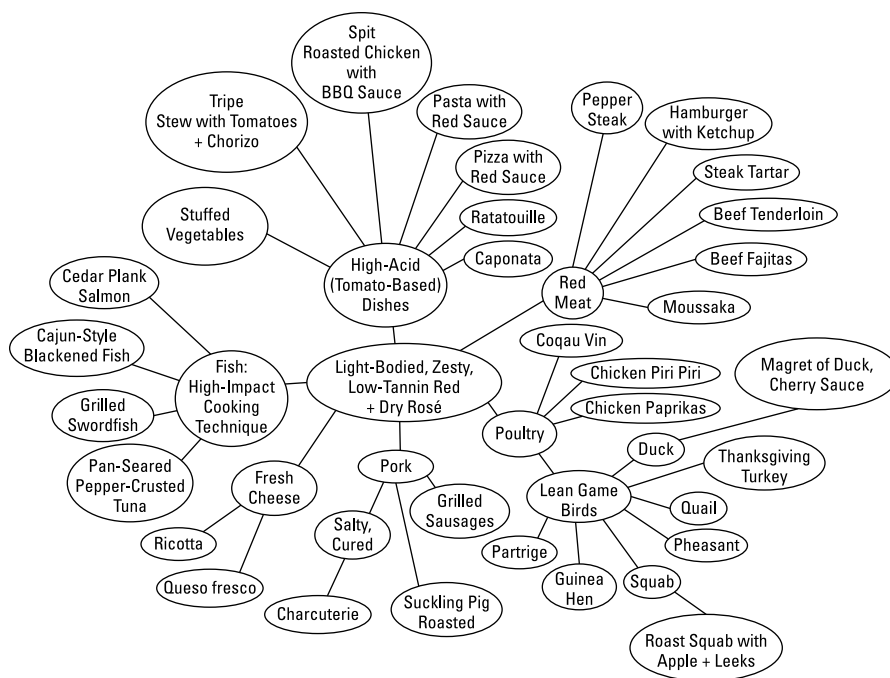 Spit
Roasted Chicken
with
BBQ Sauce
Tripe
Stew with Tomatoes
+ Chorizo
Pasta with
Red Sauce
Pizza with
Red Sauce
Stuffed
Vegetables
Ratatouille
Caponata
High-Acid
(Tomato-Based)
Dishes
Pepper
Steak
Hamburger
with Ketchup
Steak Tartar
Beef Tenderloin
Beef Fajitas
Moussaka
Red
Meat
Cedar Plank
Salmon
Cajun-Style
Blackened Fish
Grilled
Swordfish
Pan-Seared
Pepper-Crusted
Tuna
Fish:
High-Impact
Cooking
Technique
Light-Bodied, Zesty,
Low-Tannin Red
+ Dry Rosé
Coqau Vin
Chicken Piri Piri
Chicken Paprikas
Poultry
Magret of Duck,
Cherry Sauce
Duck
Thanksgiving
Turkey
Lean Game
Birds
Quail
Pheasant
Partrige
Guinea
Hen
Squab
Roast Squab with
Apple + Leeks
Fresh
Cheese
Ricotta
Queso fresco
Pork
Salty,
Cured
Grilled
Sausages
Charcuterie
Suckling Pig
Roasted